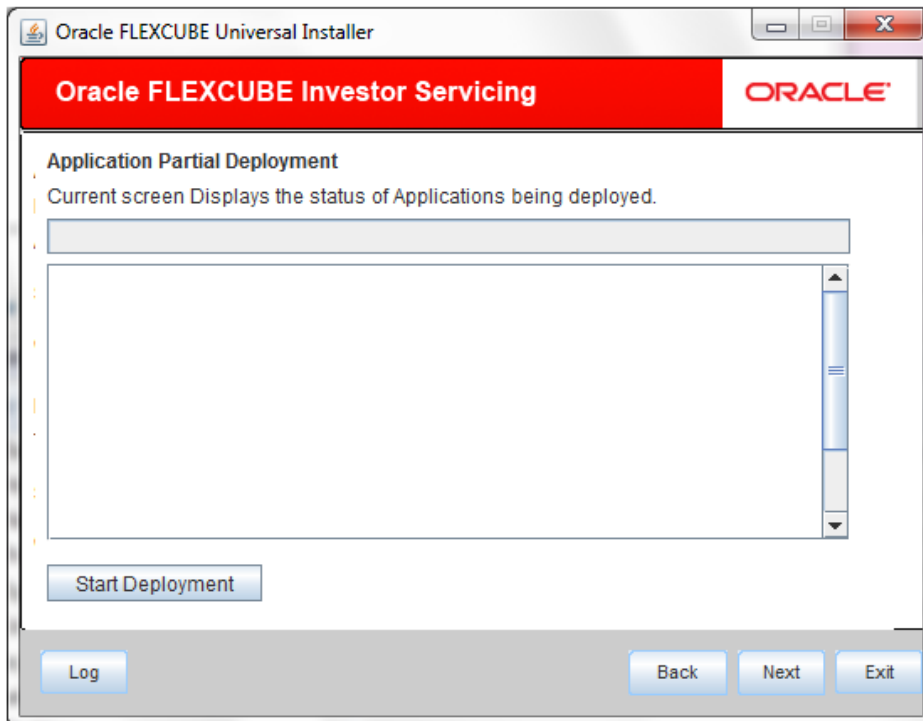 Oracle FLEXCUBE Universal Installer
Oracle FLEXCUBE Investor Servicing
ORACLE
Application Partial Deployment
Current screen Displays the status of Applications being deployed.
Start Deployment
Log Back Next Exit